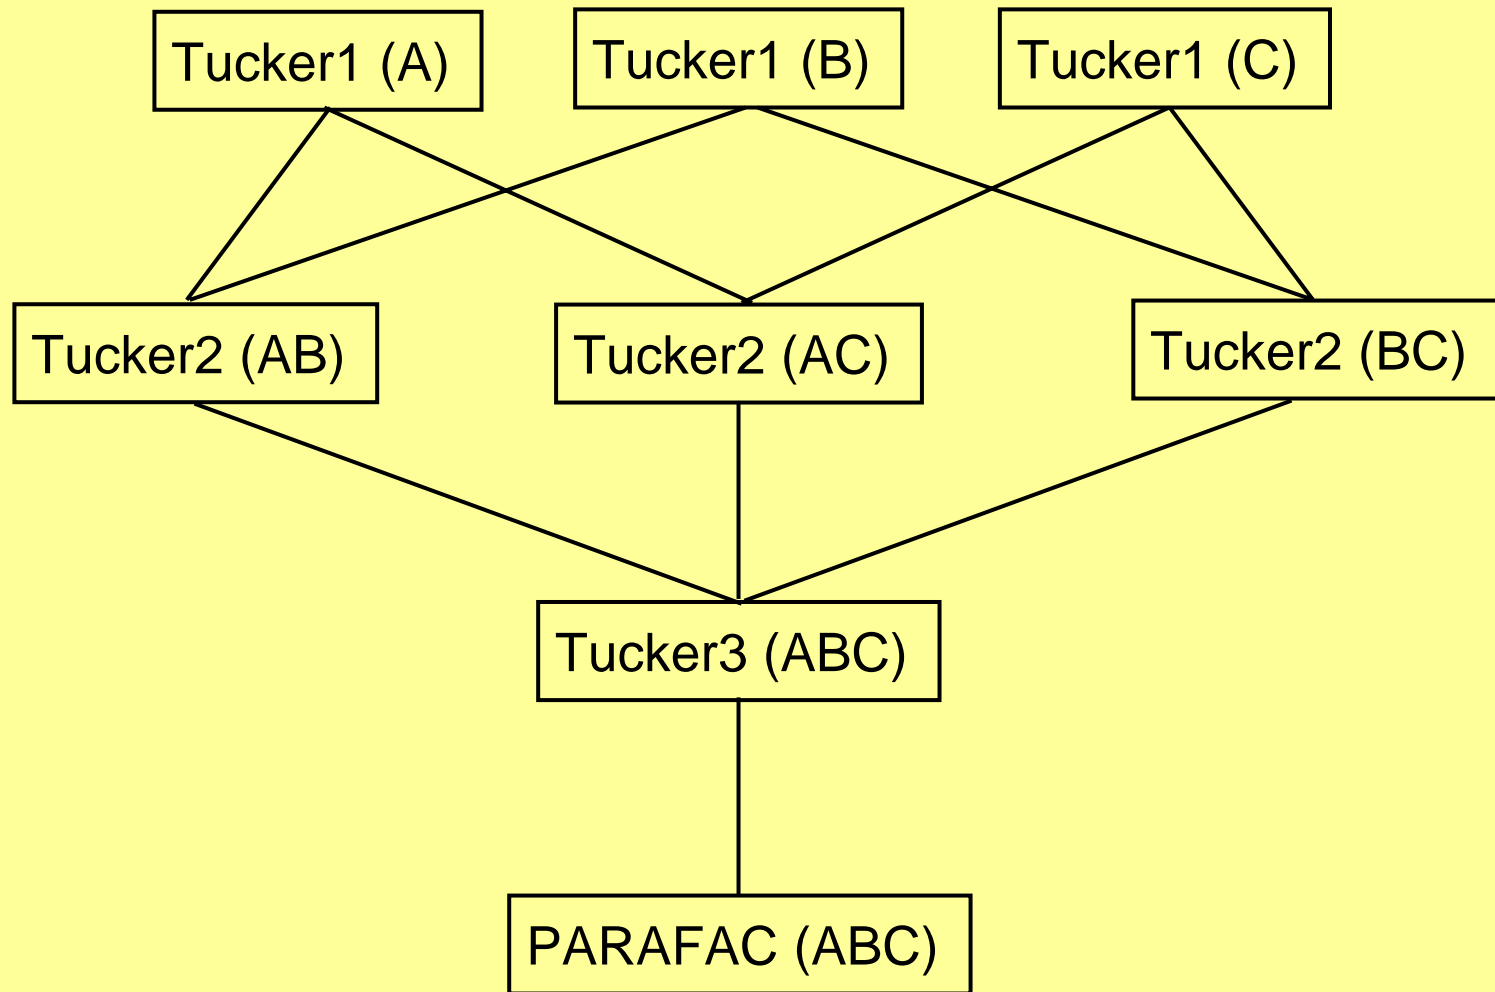 Tucker1 (A)
Tucker1 (B)
Tucker1 (C)
Tucker2 (AB)
Tucker2 (AC)
Tucker2 (BC)
Tucker3 (ABC)
PARAFAC (ABC)